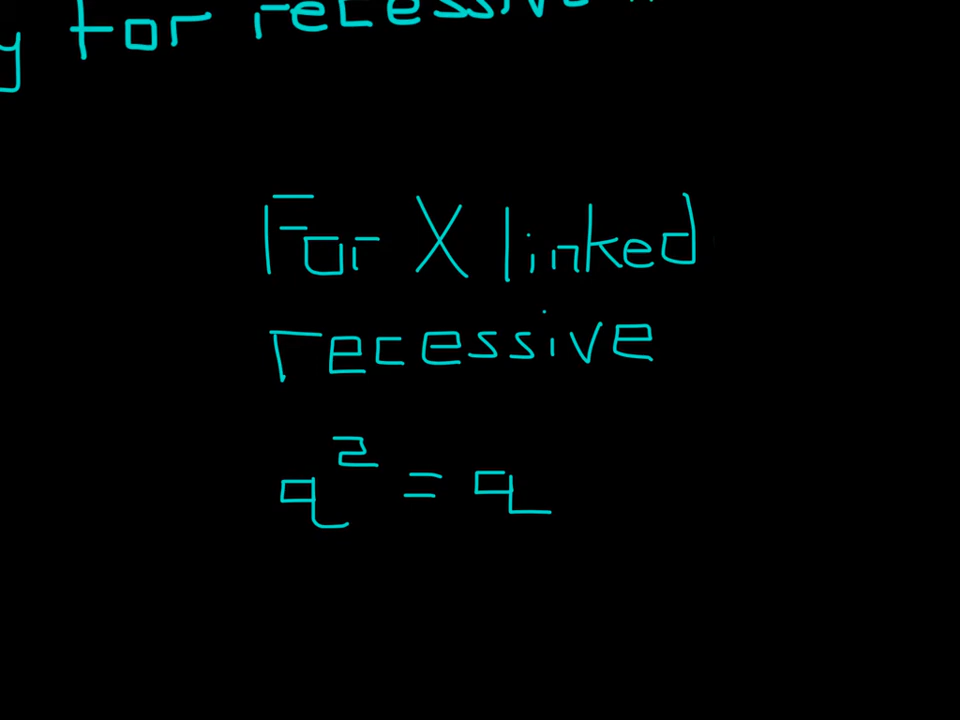 y for recessive
For X linked
recessive
q² = q